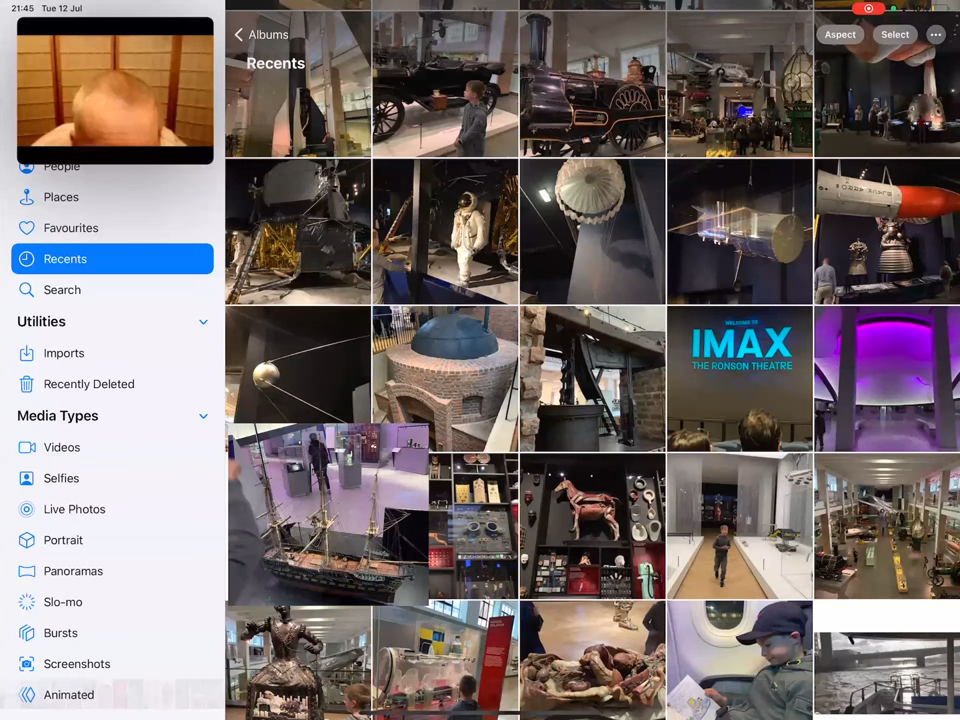 21:45 Tue 12 Jul
Albums
Recents
Aspect
Select
People
Places
Favourites
Recents
Search
Utilities
Imports
Recently Deleted
Media Types
Videos
Selfies
Live Photos
Portrait
Panoramas
Slo-mo
Bursts
Screenshots
Animated
WELCOME TO
IMAX
THE RONSON THEATRE